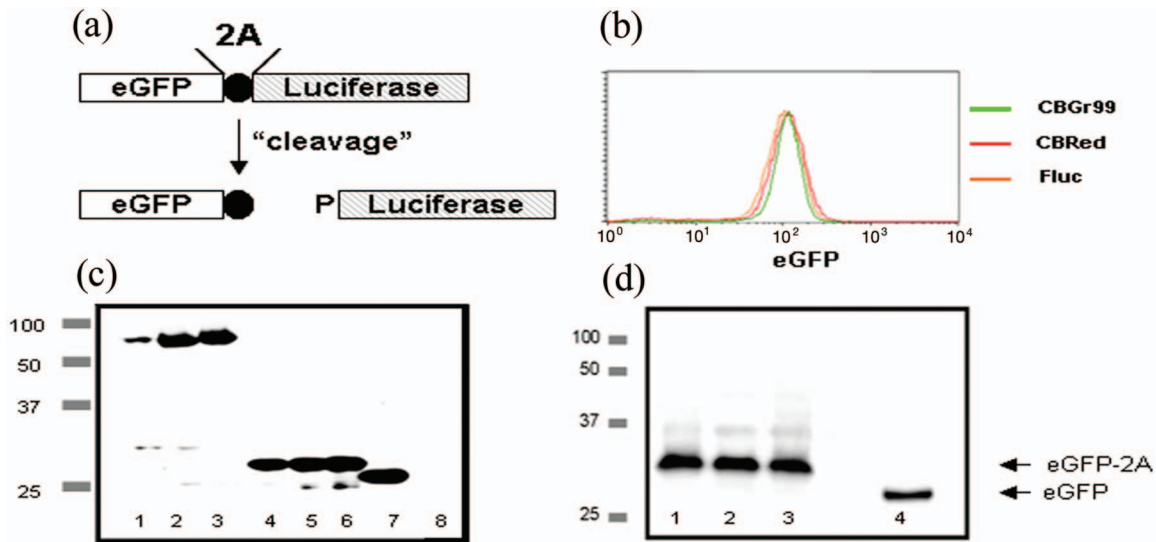 (a)
2A
eGFP Luciferase
“cleavage”
eGFP P Luciferase
(b)
CBGr99
CBRed
Fluc
10⁰ 10¹ 10² 10³ 10⁴
eGFP
(c)
100
50
37
25
1 2 3 4 5 6 7 8
(d)
100
50
37
25
eGFP-2A
eGFP
1 2 3 4